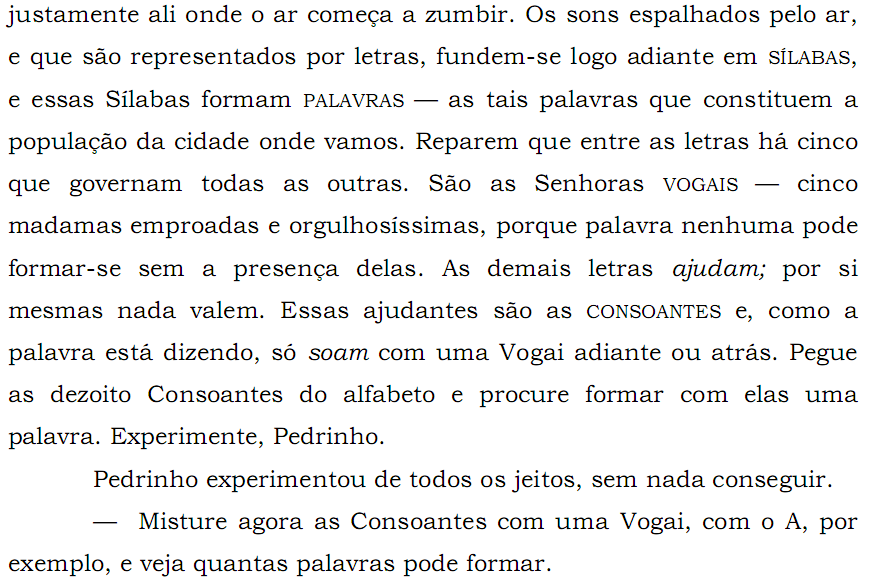 justamente ali onde o ar começa a zumbir. Os sons espalhados pelo ar,
e que são representados por letras, fundem-se logo adiante em SÍLABAS,
e essas Sílabas formam PALAVRAS — as tais palavras que constituem a
população da cidade onde vamos. Reparem que entre as letras há cinco
que governam todas as outras. São as Senhoras VOGAIS — cinco
madamas emproadas e orgulhosíssimas, porque palavra nenhuma pode
formar-se sem a presença delas. As demais letras ajudam; por si
mesmas nada valem. Essas ajudantes são as CONSOANTES e, como a
palavra está dizendo, só soam com uma Vogai adiante ou atrás. Pegue
as dezoito Consoantes do alfabeto e procure formar com elas uma
palavra. Experimente, Pedrinho.
Pedrinho experimentou de todos os jeitos, sem nada conseguir.
— Misture agora as Consoantes com uma Vogai, com o A, por
exemplo, e veja quantas palavras pode formar.